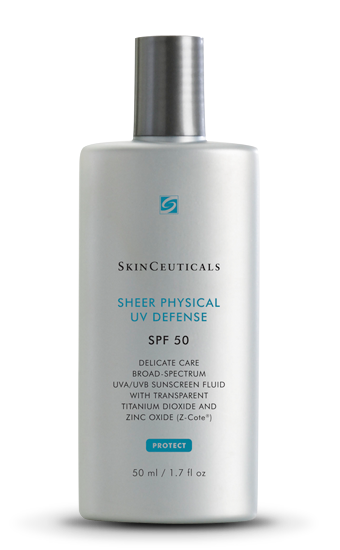 SKINCEUTICALS
SHEER PHYSICAL
UV DEFENSE
SPF 50
DELICATE CARE
BROAD-SPECTRUM
UVA/UVB SUNSCREEN FLUID
WITH TRANSPARENT
TITANIUM DIOXIDE AND
ZINC OXIDE (Z-Cote®)
PROTECT
50 ml / 1.7 fl oz